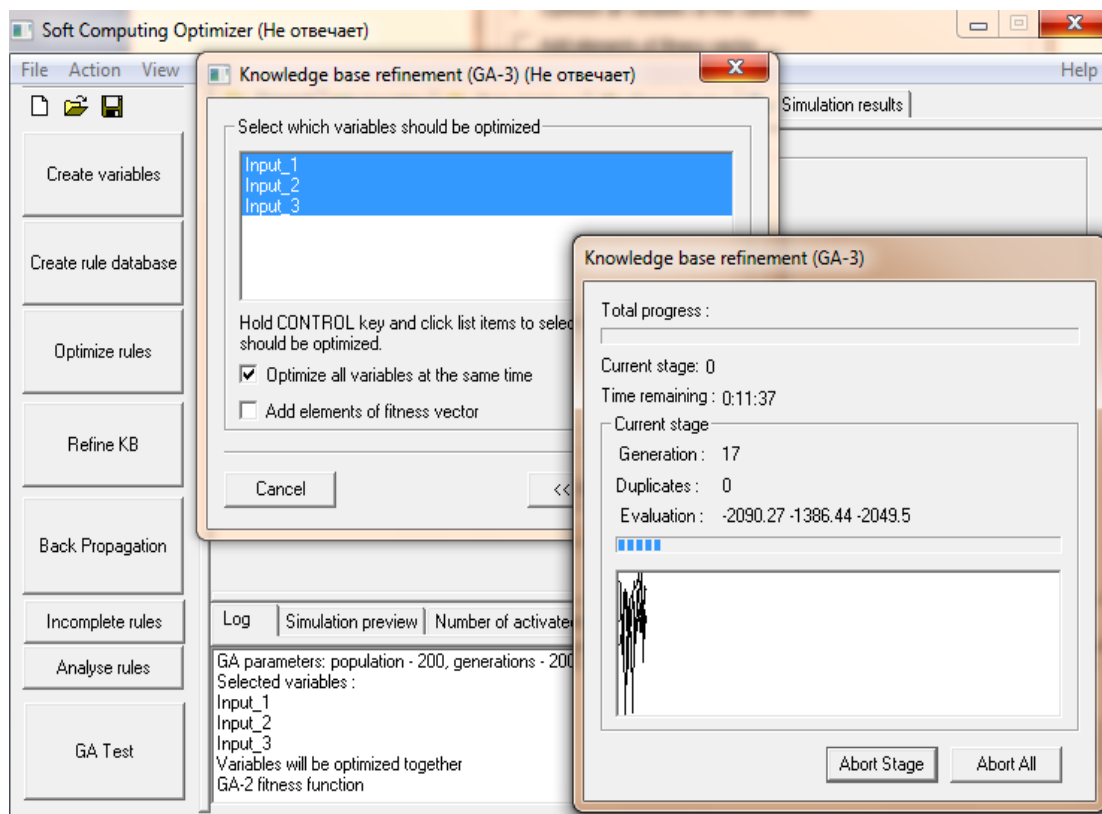 Soft Computing Optimizer (Не отвечает)
File Action View
Help
Create variables
Create rule database
Optimize rules
Refine KB
Back Propagation
Incomplete rules
Analyse rules
GA Test
Simulation results
Knowledge base refinement (GA-3) (Не отвечает)
Select which variables should be optimized
Input_1
Input_2
Input_3
Hold CONTROL key and click list items to selec
should be optimized.
Optimize all variables at the same time
Add elements of fitness vector
Cancel
<<
Knowledge base refinement (GA-3)
Total progress :
Current stage: 0
Time remaining : 0:11:37
Current stage
Generation : 17
Duplicates : 0
Evaluation : -2090.27 -1386.44 -2049.5
Abort Stage
Abort All
Log Simulation preview Number of activate
GA parameters: population - 200, generations - 200
Selected variables :
Input_1
Input_2
Input_3
Variables will be optimized together
GA-2 fitness function